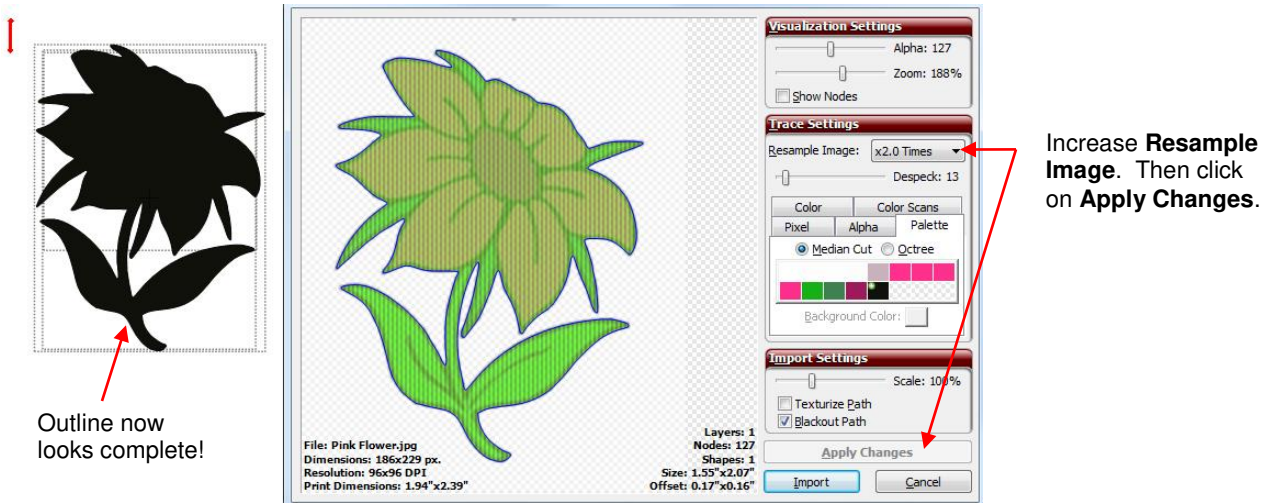 Outline now
looks complete!
File: Pink Flower.jpg
Dimensions: 186x229 px.
Resolution: 96x96 DPI
Print Dimensions: 1.94"x2.39"
Layers: 1
Nodes: 127
Shapes: 1
Size: 1.55"x2.07"
Offset: 0.17"x0.16"
Visualization Settings
Alpha: 127
Zoom: 188%
Show Nodes
Trace Settings
Resample Image: x2.0 Times
Despeck: 13
Color Color Scans
Pixel Alpha Palette
Median Cut Octree
Background Color:
Import Settings
Scale: 100%
Texturize Path
Blackout Path
Apply Changes
Import Cancel
Increase Resample
Image. Then click
on Apply Changes.